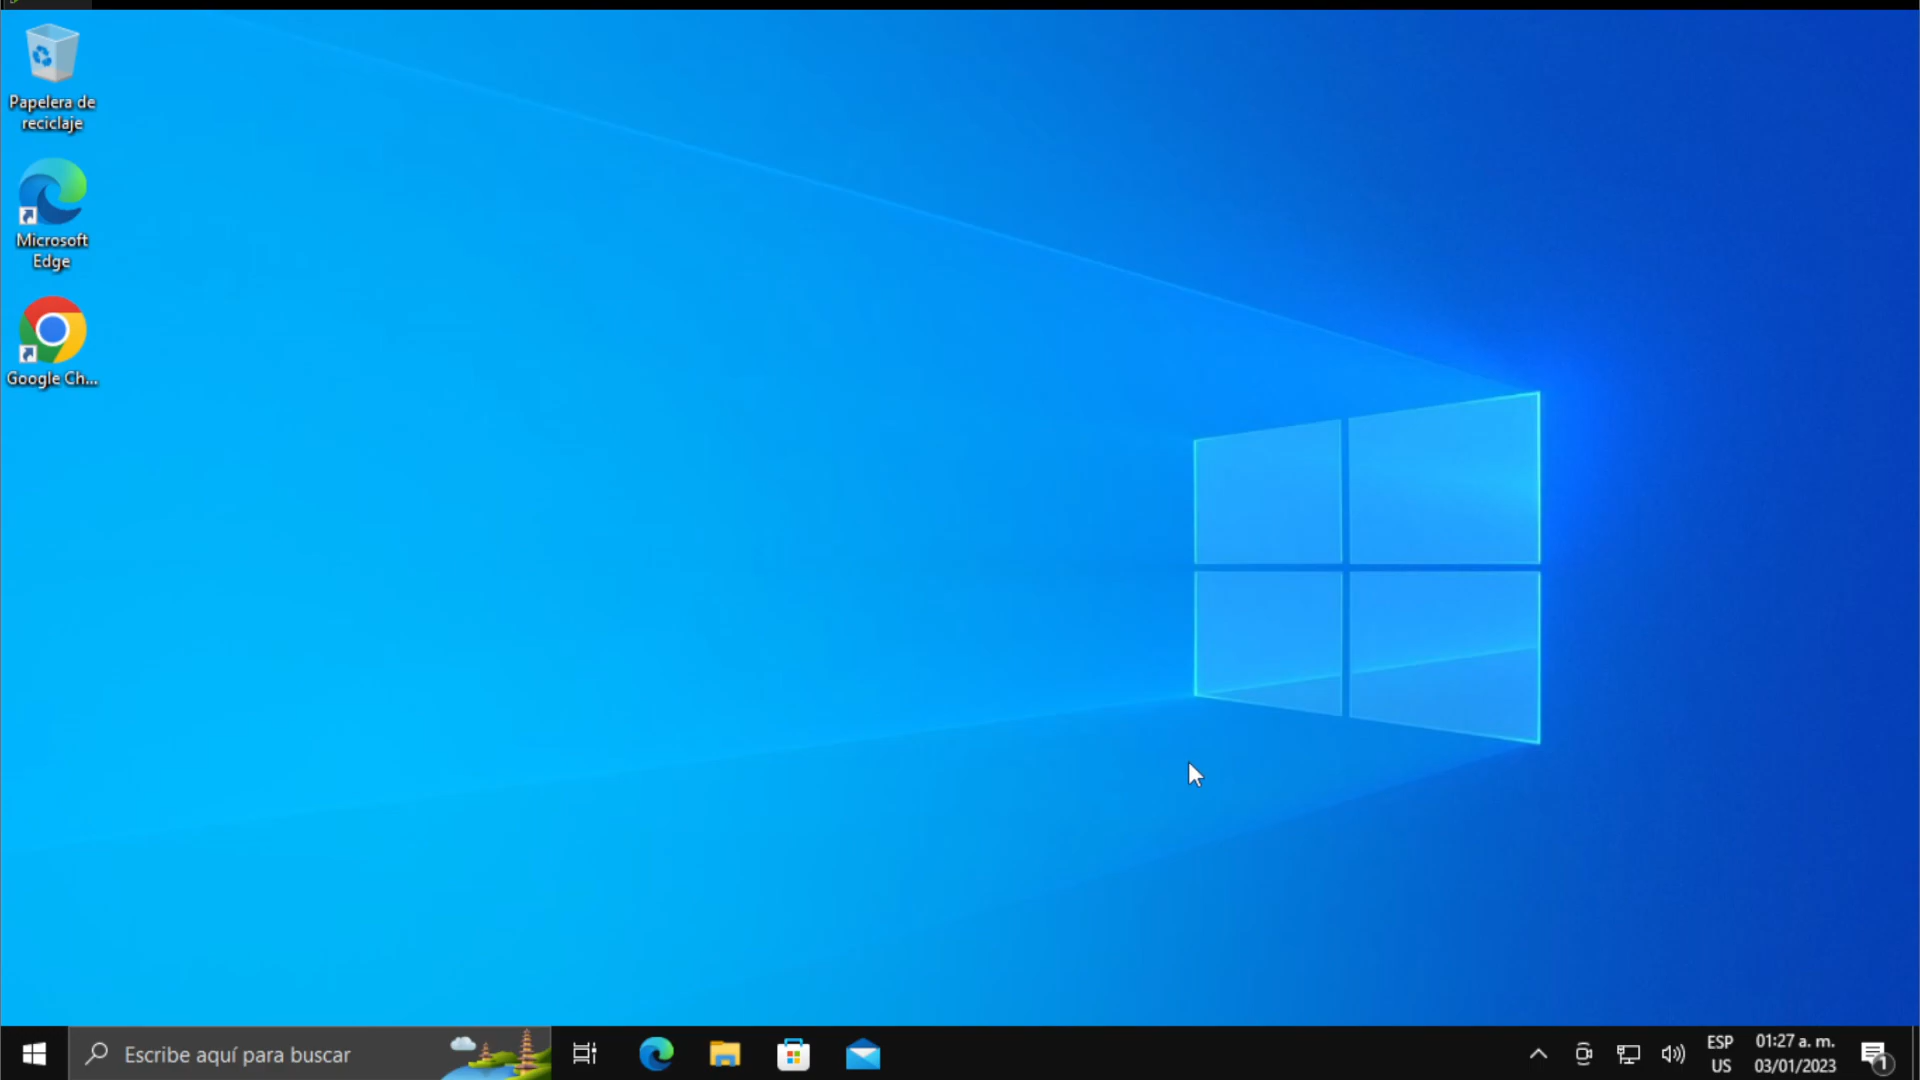 Papelera de
reciclaje
Microsoft
Edge
Google Ch...
Escribe aquí para buscar
ESP
US
01:27 a. m.
03/01/2023
1